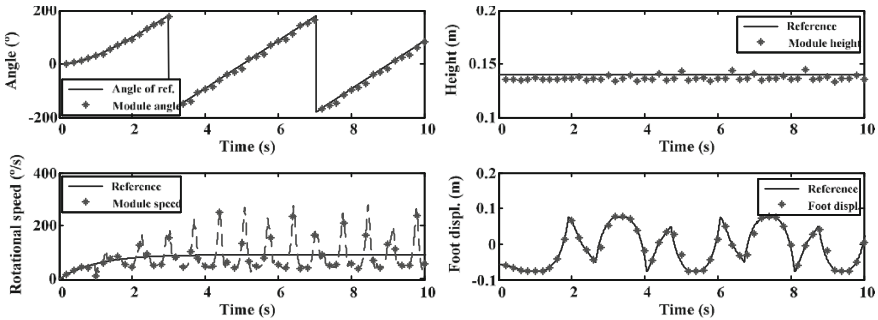 Angle (°)
200
0
-200
Angle of ref.
Module angle
0 2 4 6 8 10
Time (s)
Height (m)
0.2
0.15
0.1
Reference
Module height
0 2 4 6 8 10
Time (s)
Rotational speed (°/s)
400
200
0
Reference
Module speed
0 2 4 6 8 10
Time (s)
Foot displ. (m)
0.2
0.1
0
-0.1
Reference
Foot displ.
0 2 4 6 8 10
Time (s)